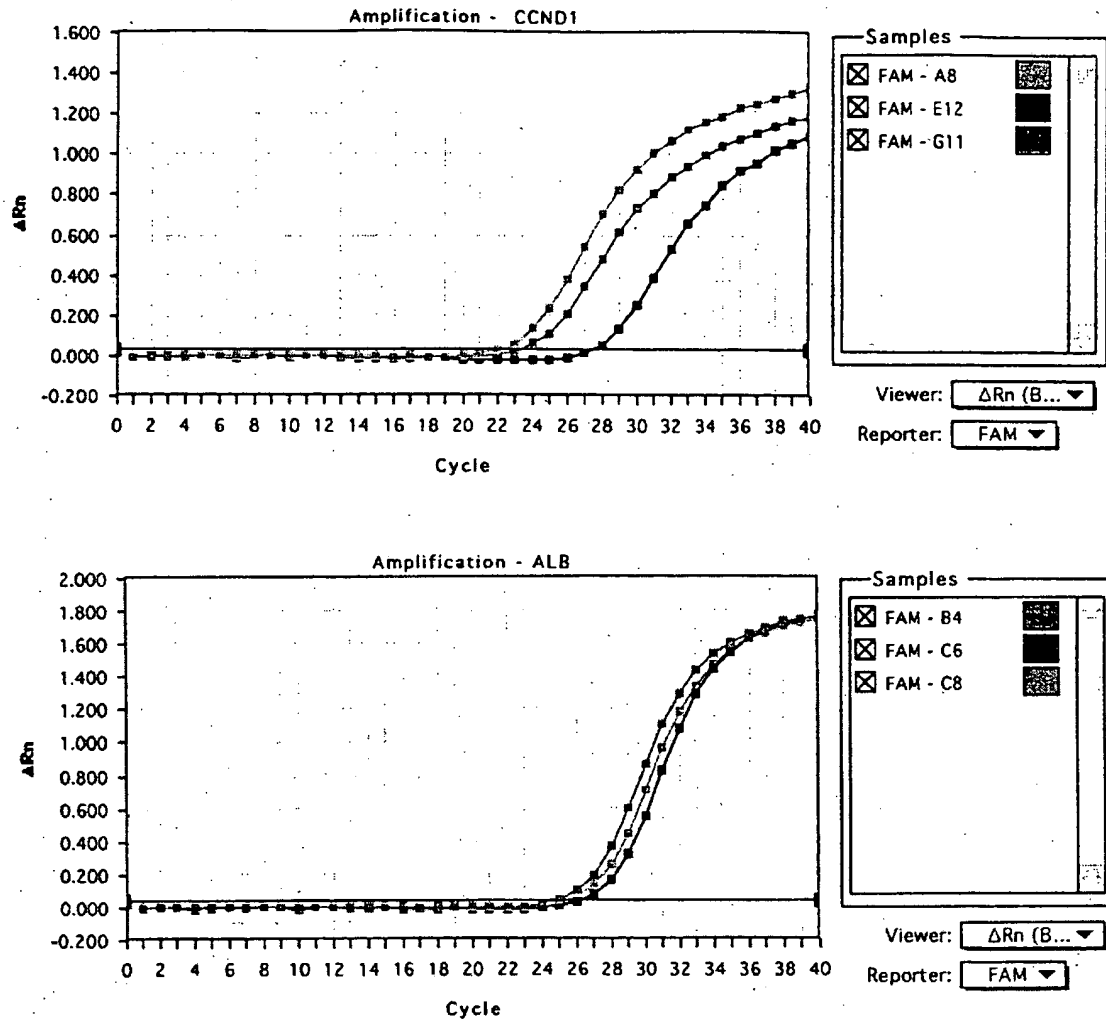 Amplification - CCND1
1.600
1.400
1.200
1.000
0.800
0.600
0.400
0.200
0.000
-0.200
ΔRn
0 2 4 6 8 10 12 14 16 18 20 22 24 26 28 30 32 34 36 38 40
Cycle
Samples
FAM - A8
FAM - E12
FAM - G11
Viewer: ΔRn (B... ▼
Reporter: FAM ▼
Amplification - ALB
2.000
1.800
1.600
1.400
1.200
1.000
0.800
0.600
0.400
0.200
0.000
-0.200
ΔRn
0 2 4 6 8 10 12 14 16 18 20 22 24 26 28 30 32 34 36 38 40
Cycle
Samples
FAM - B4
FAM - C6
FAM - C8
Viewer: ΔRn (B... ▼
Reporter: FAM ▼